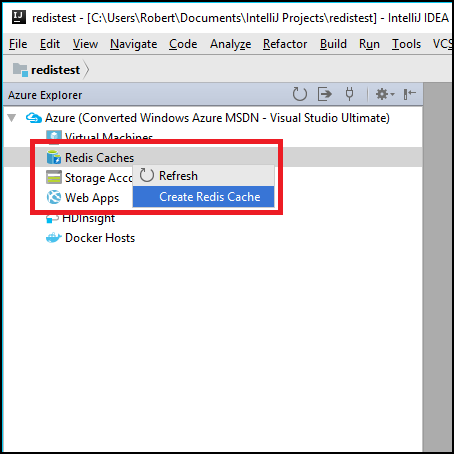 IJ redistest - [C:\Users\Robert\Documents\IntelliJ Projects\redistest] - IntelliJ IDEA
File Edit View Navigate Code Analyze Refactor Build Run Tools VCS
redistest
Azure Explorer
Azure (Converted Windows Azure MSDN - Visual Studio Ultimate)
Virtual Machines
Redis Caches
Refresh
Storage Acco
Create Redis Cache
Web Apps
HDInsight
Docker Hosts